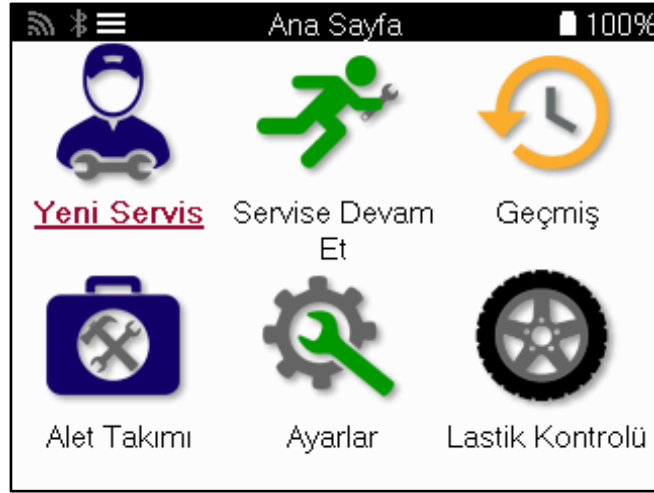 Ana Sayfa 100%
Yeni Servis Servise Devam Et Geçmiş
Alet Takımı Ayarlar Lastik Kontrolü